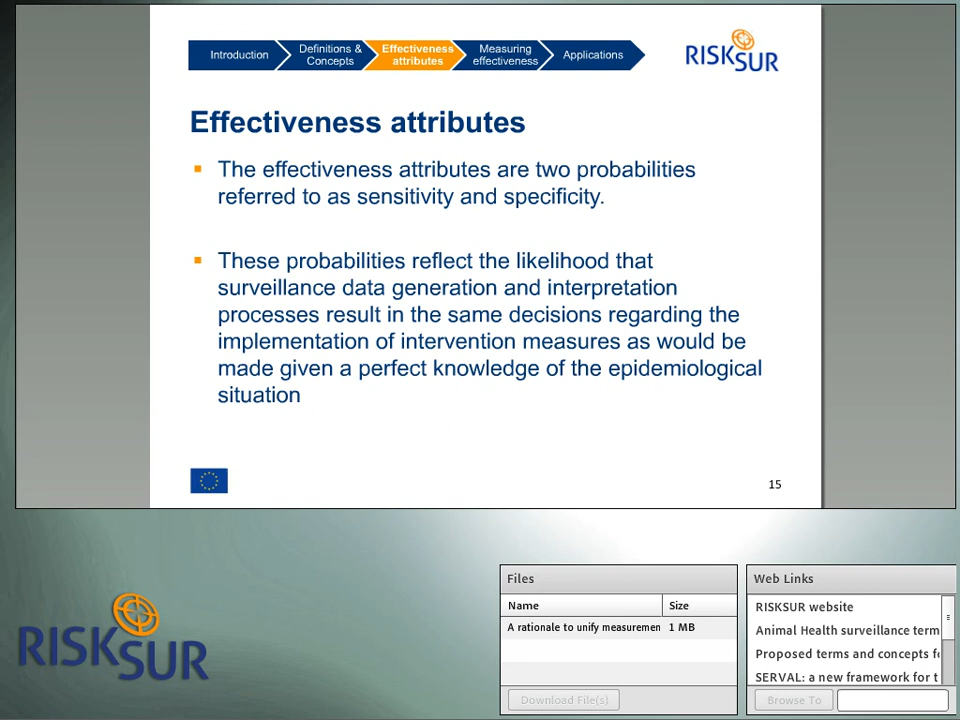 Introduction
Definitions &
Concepts
Effectiveness
attributes
Measuring
effectiveness
Applications
RISKSUR
Effectiveness attributes
The effectiveness attributes are two probabilities
referred to as sensitivity and specificity.
These probabilities reflect the likelihood that
surveillance data generation and interpretation
processes result in the same decisions regarding the
implementation of intervention measures as would be
made given a perfect knowledge of the epidemiological
situation
15
RISKSUR
Files
Name Size
A rationale to unify measuremen 1 MB
Download File(s)
Web Links
RISKSUR website
Animal Health surveillance term
Proposed terms and concepts fo
SERVAL: a new framework for t
Browse To